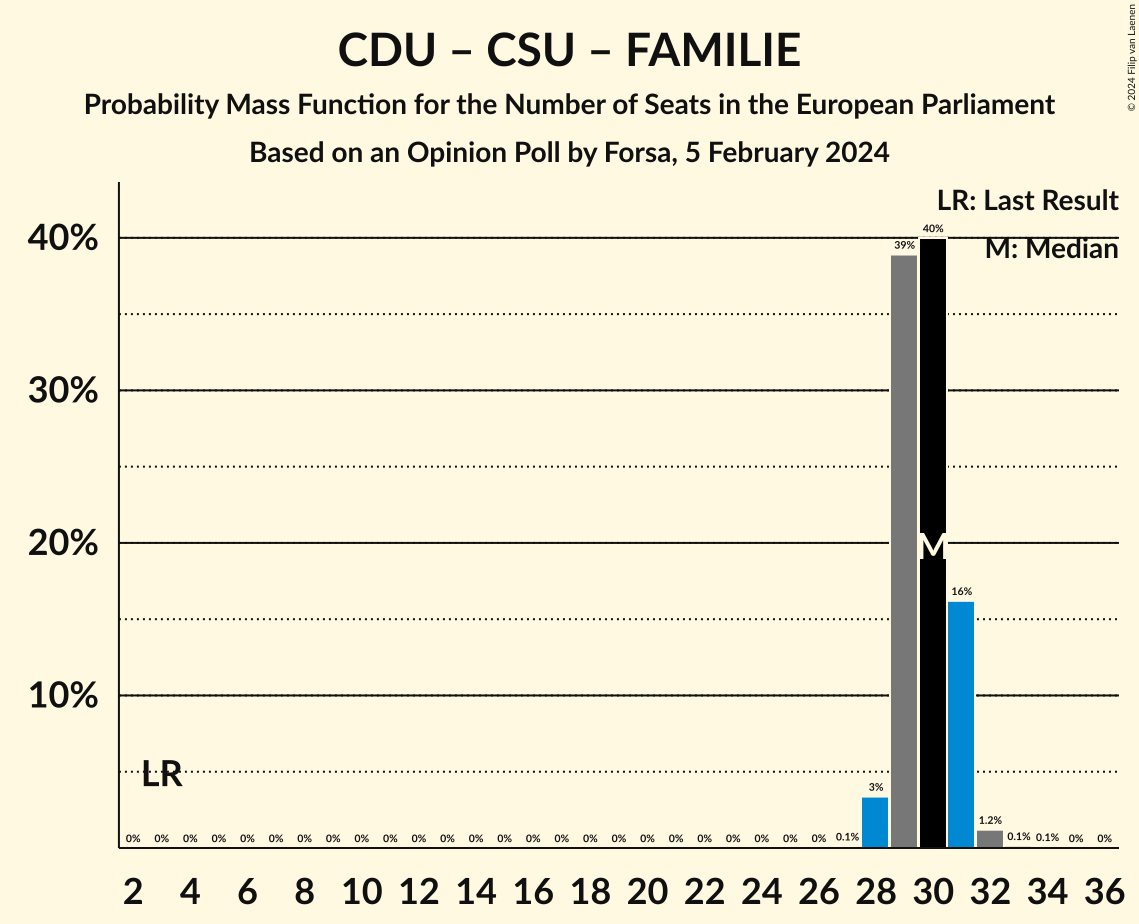 CDU – CSU – FAMILIE
Probability Mass Function for the Number of Seats in the European Parliament
Based on an Opinion Poll by Forsa, 5 February 2024
© 2024 Filip van Laenen
LR: Last Result
M: Median
40%
30%
20%
10%
LR
M
0% 0% 0% 0% 0% 0% 0% 0% 0% 0% 0% 0% 0% 0% 0% 0% 0% 0% 0% 0% 0% 0% 0% 0% 0% 0.1% 3% 39% 40% 16% 1.2% 0.1% 0.1% 0% 0%
2 4 6 8 10 12 14 16 18 20 22 24 26 28 30 32 34 36